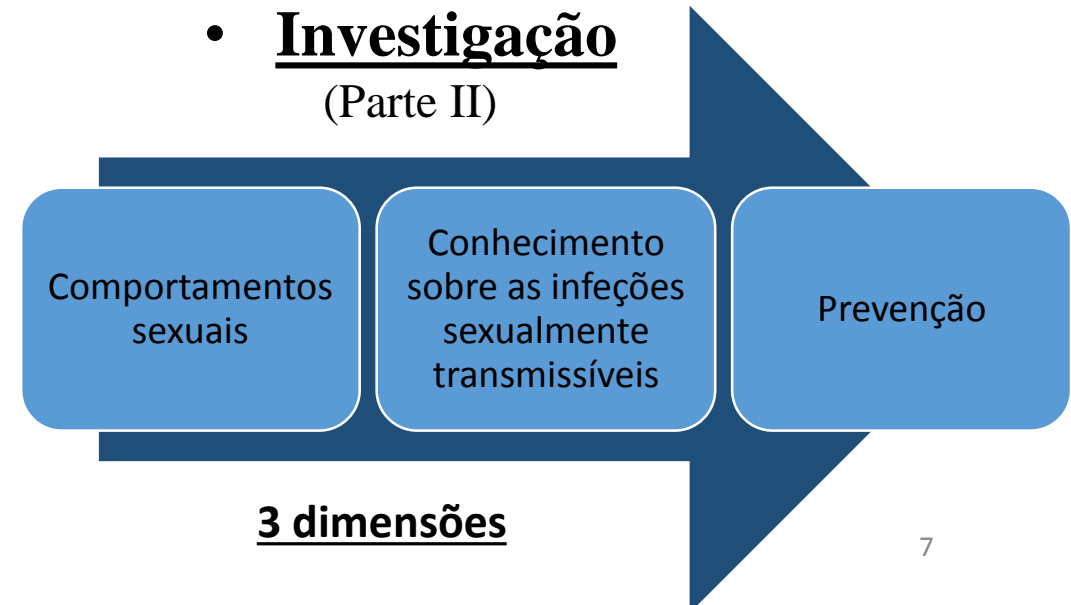 • Investigação
(Parte II)
Comportamentos
sexuais
Conhecimento
sobre as infeções
sexualmente
transmissíveis
Prevenção
3 dimensões
7